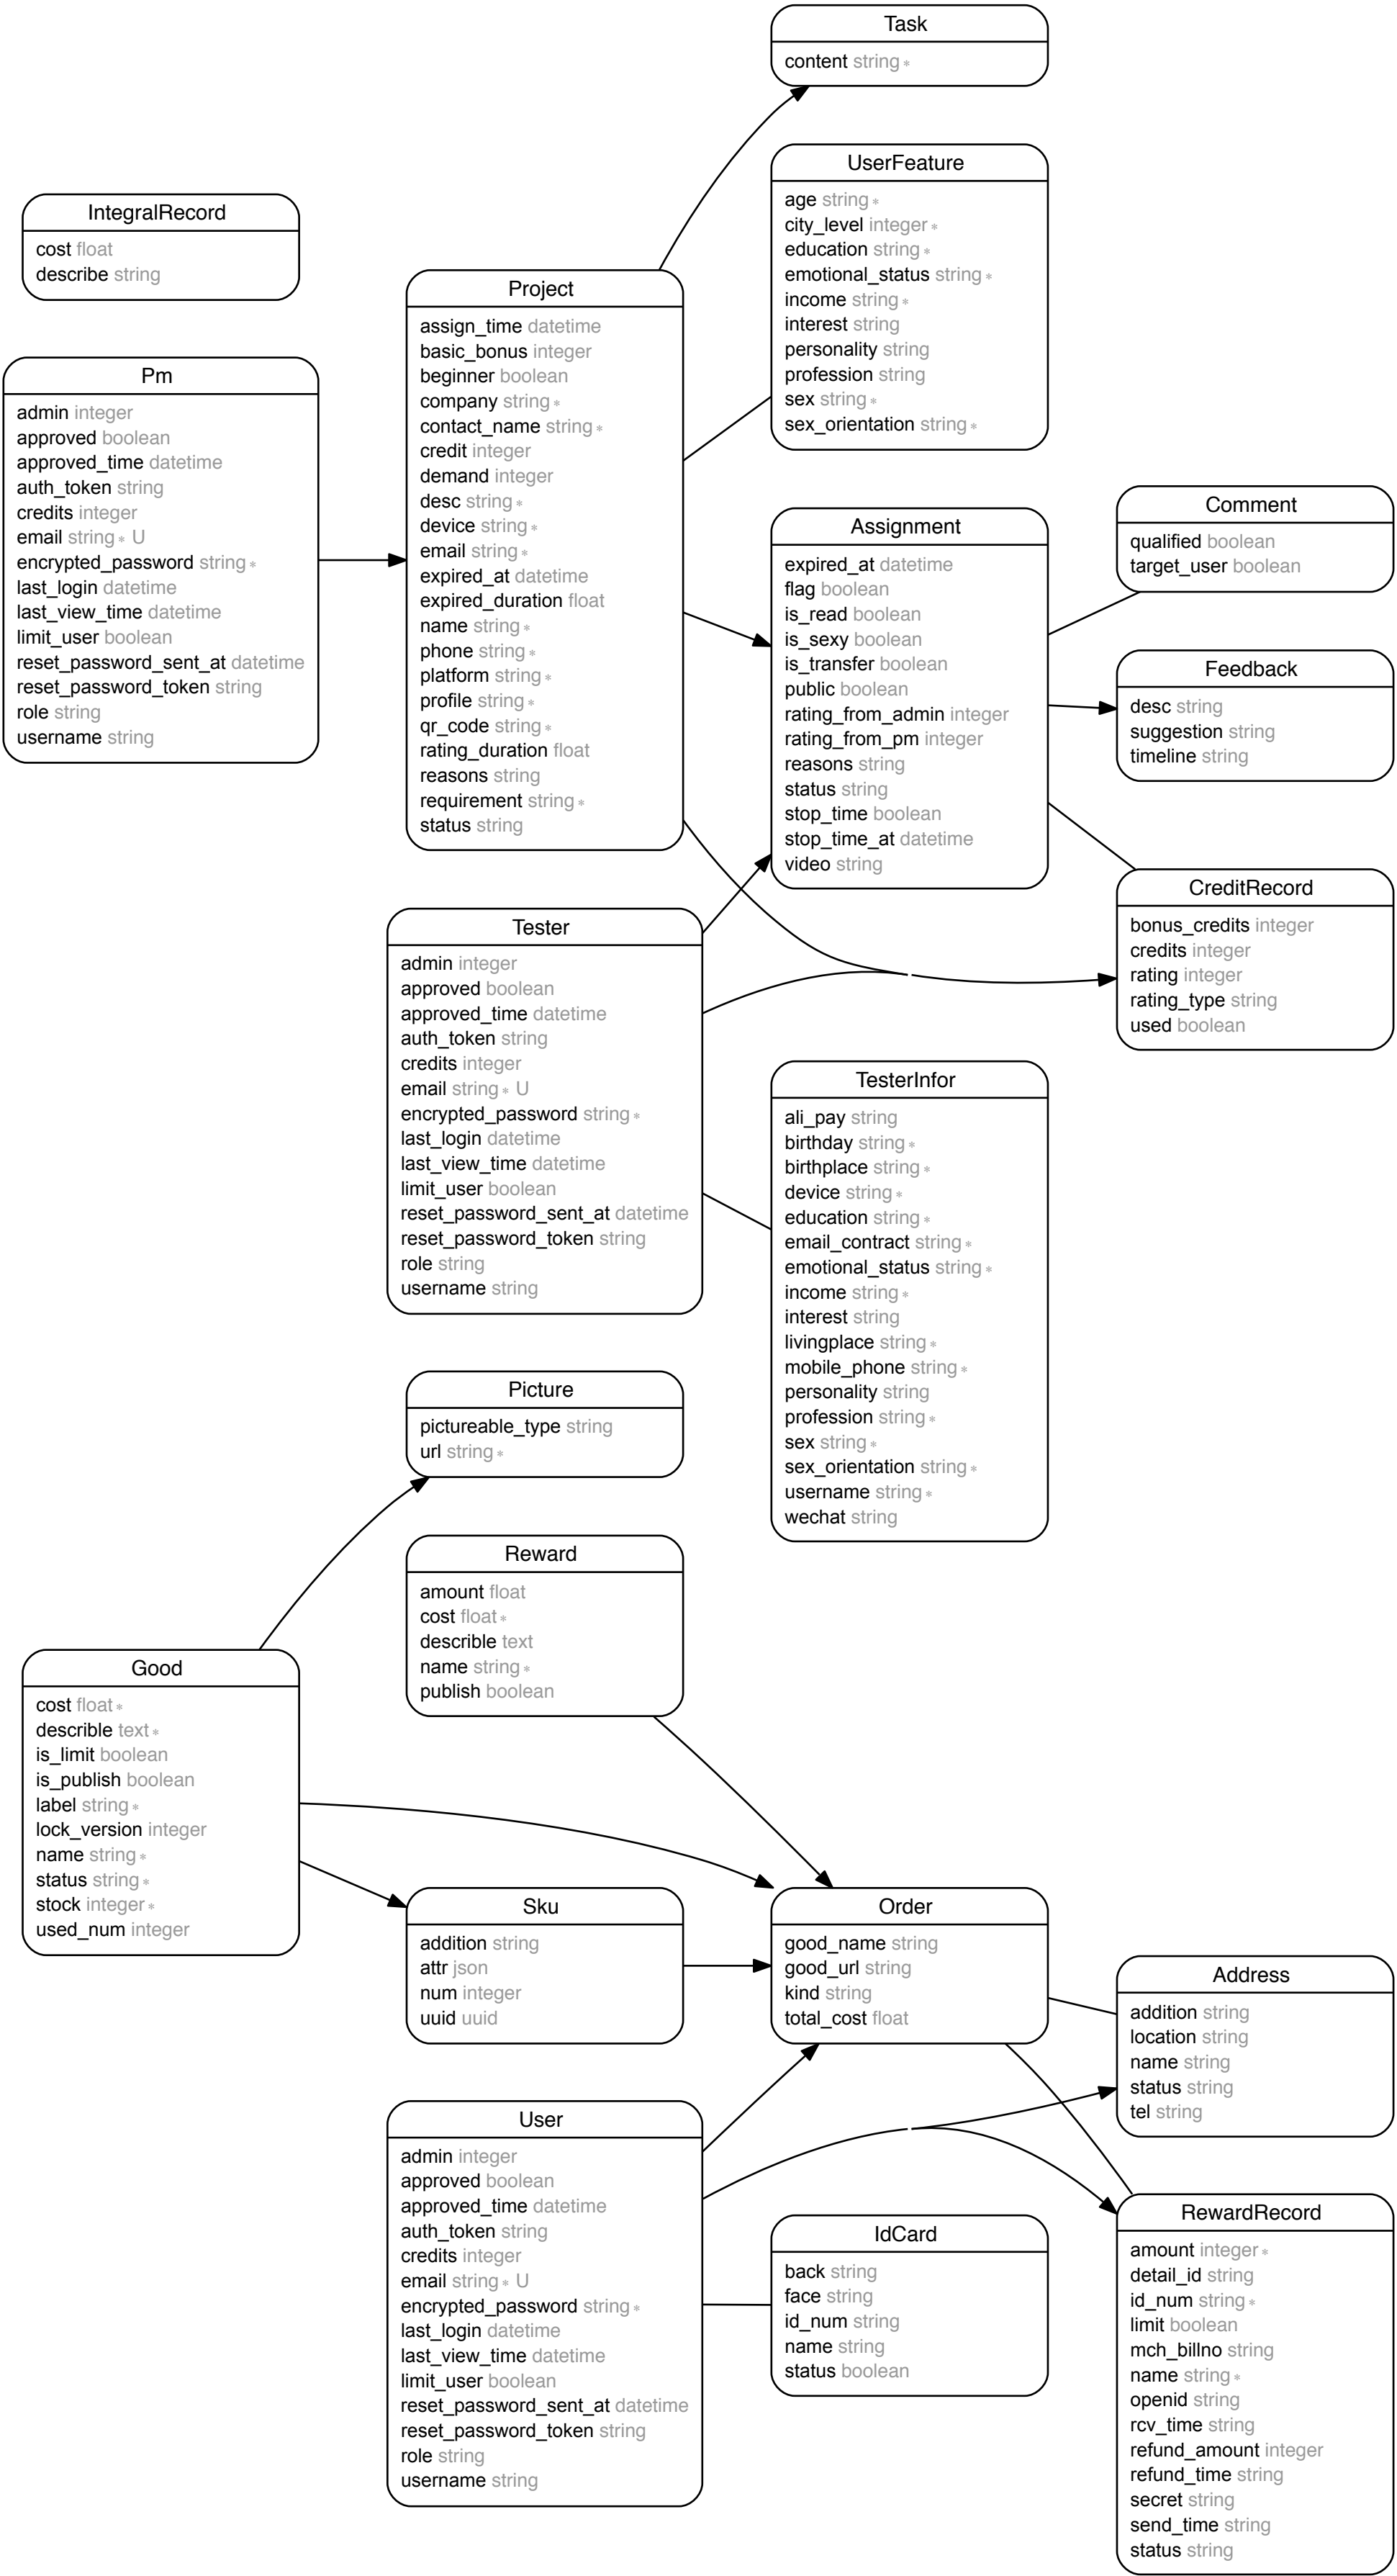 Task
content string *
UserFeature
age string *
city_level integer *
education string *
emotional_status string *
income string *
interest string
personality string
profession string
sex string *
sex_orientation string *
IntegralRecord
cost float
describe string
Project
assign_time datetime
basic_bonus integer
beginner boolean
company string *
contact_name string *
credit integer
demand integer
desc string *
device string *
email string *
expired_at datetime
expired_duration float
name string *
phone string *
platform string *
profile string *
qr_code string *
rating_duration float
reasons string
requirement string *
status string
Pm
admin integer
approved boolean
approved_time datetime
auth_token string
credits integer
email string * U
encrypted_password string *
last_login datetime
last_view_time datetime
limit_user boolean
reset_password_sent_at datetime
reset_password_token string
role string
username string
Assignment
expired_at datetime
flag boolean
is_read boolean
is_sexy boolean
is_transfer boolean
public boolean
rating_from_admin integer
rating_from_pm integer
reasons string
status string
stop_time boolean
stop_time_at datetime
video string
Comment
qualified boolean
target_user boolean
Feedback
desc string
suggestion string
timeline string
CreditRecord
bonus_credits integer
credits integer
rating integer
rating_type string
used boolean
Tester
admin integer
approved boolean
approved_time datetime
auth_token string
credits integer
email string * U
encrypted_password string *
last_login datetime
last_view_time datetime
limit_user boolean
reset_password_sent_at datetime
reset_password_token string
role string
username string
TesterInfor
ali_pay string
birthday string *
birthplace string *
device string *
education string *
email_contract string *
emotional_status string *
income string *
interest string
livingplace string *
mobile_phone string *
personality string
profession string *
sex string *
sex_orientation string *
username string *
wechat string
Picture
pictureable_type string
url string *
Reward
amount float
cost float *
describle text
name string *
publish boolean
Good
cost float *
describle text *
is_limit boolean
is_publish boolean
label string *
lock_version integer
name string *
status string *
stock integer *
used_num integer
Sku
addition string
attr json
num integer
uuid uuid
Order
good_name string
good_url string
kind string
total_cost float
Address
addition string
location string
name string
status string
tel string
User
admin integer
approved boolean
approved_time datetime
auth_token string
credits integer
email string * U
encrypted_password string *
last_login datetime
last_view_time datetime
limit_user boolean
reset_password_sent_at datetime
reset_password_token string
role string
username string
IdCard
back string
face string
id_num string
name string
status boolean
RewardRecord
amount integer *
detail_id string
id_num string *
limit boolean
mch_billno string
name string *
openid string
rcv_time string
refund_amount integer
refund_time string
secret string
send_time string
status string